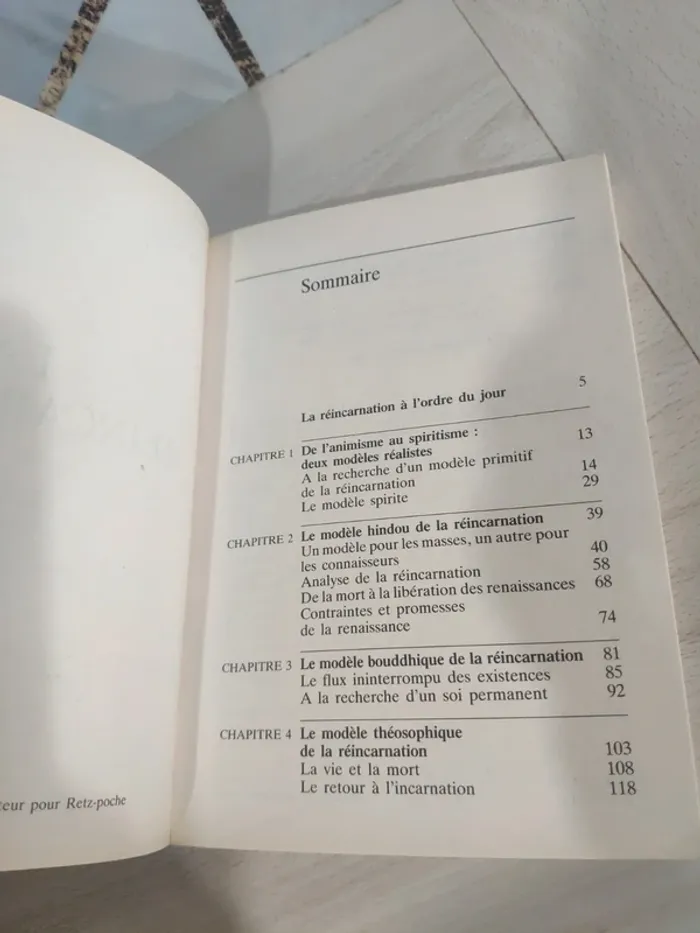 Sommaire
La réincarnation à l'ordre du jour 5
CHAPITRE 1 De l'animisme au spiritisme : 
deux modèles réalistes 13
A la recherche d'un modèle primitif
de la réincarnation 14
Le modèle spirite 29
CHAPITRE 2 Le modèle hindou de la réincarnation 39
Un modèle pour les masses, un autre pour
les connaisseurs 40
Analyse de la réincarnation 58
De la mort à la libération des renaissances 68
Contraintes et promesses
de la renaissance 74
CHAPITRE 3 Le modèle bouddhique de la réincarnation 81
Le flux ininterrompu des existences 85
A la recherche d'un soi permanent 92
CHAPITRE 4 Le modèle théosophique
de la réincarnation 103
La vie et la mort 108
Le retour à l'incarnation 118
teur pour Retz-poche